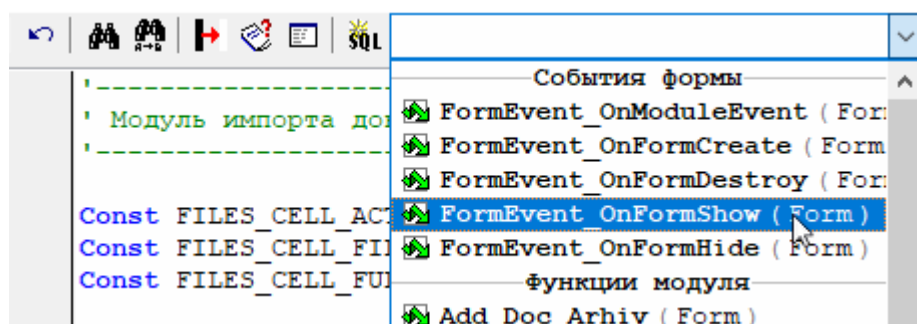 A→B
SQL
События формы
'--------------------
FormEvent_OnModuleEvent (For
' Модуль импорта до
FormEvent_OnFormCreate (Form
'--------------------
FormEvent_OnFormDestroy (For
Const FILES_CELL_AC
FormEvent_OnFormShow (Form)
Const FILES_CELL_FI
FormEvent_OnFormHide (Form)
Const FILES_CELL_FU
Функции модуля
Add_Doc_Arhiv (Form)